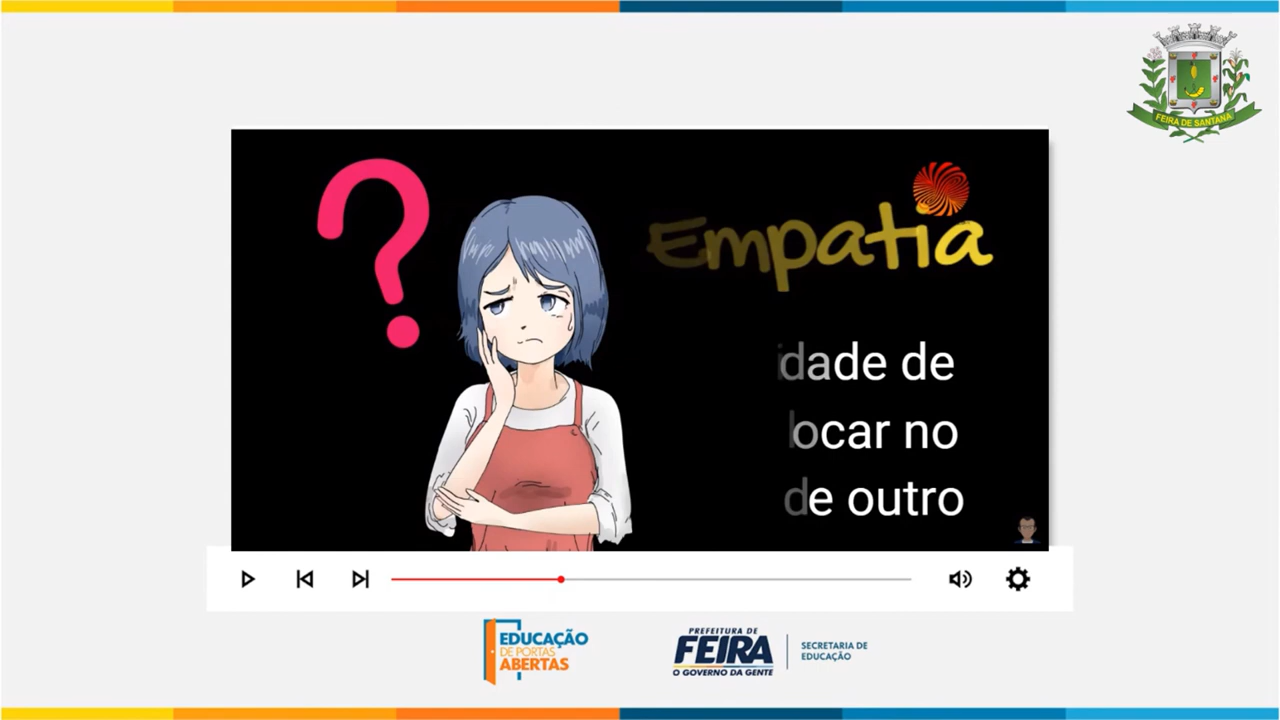 FEIRA DE SANTANA
?
Empatia
idade de
ocar no
de outro
EDUCAÇÃO
DE PORTAS
ABERTAS
PREFEITURA DE
FEIRA
O GOVERNO DA GENTE
SECRETARIA DE
EDUCAÇÃO